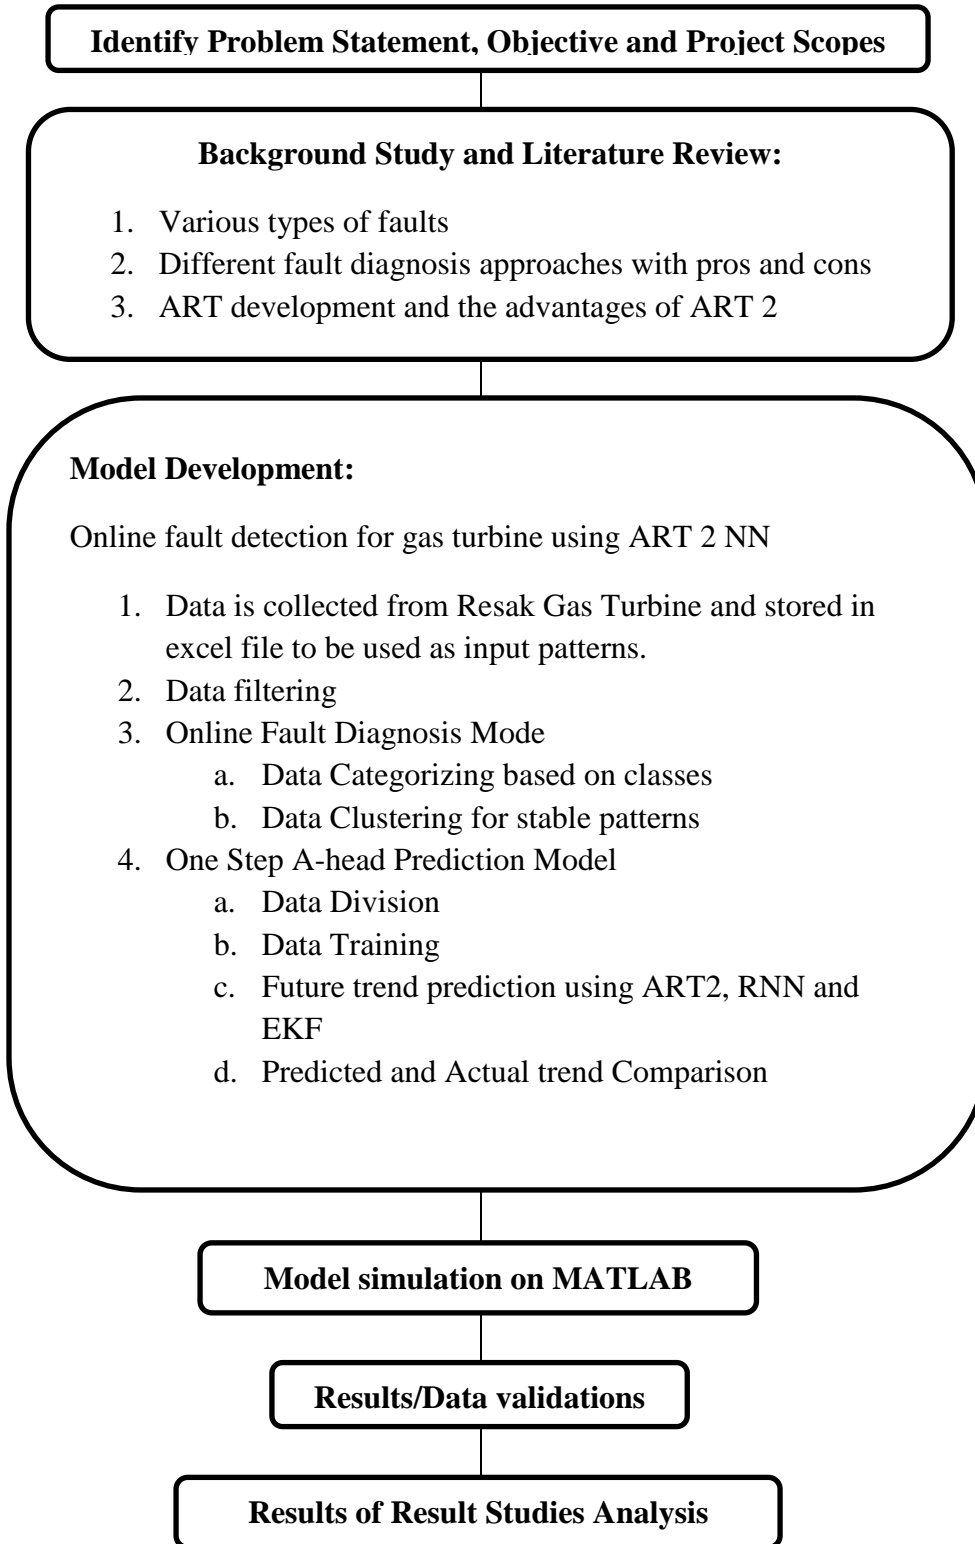 Identify Problem Statement, Objective and Project Scopes
Background Study and Literature Review:
1. Various types of faults
2. Different fault diagnosis approaches with pros and cons
3. ART development and the advantages of ART 2
Model Development:
Online fault detection for gas turbine using ART 2 NN
1. Data is collected from Resak Gas Turbine and stored in
excel file to be used as input patterns.
2. Data filtering
3. Online Fault Diagnosis Mode
a. Data Categorizing based on classes
b. Data Clustering for stable patterns
4. One Step A-head Prediction Model
a. Data Division
b. Data Training
c. Future trend prediction using ART2, RNN and
EKF
d. Predicted and Actual trend Comparison
Model simulation on MATLAB
Results/Data validations
Results of Result Studies Analysis